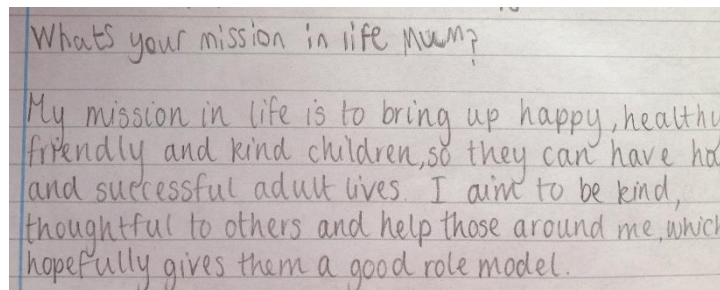 Whats your mission in life Mum?
My mission in life is to bring up happy, healthy
friendly and kind children, so they can have
and successful adult lives. I aim to be kind,
thoughtful to others and help those around me, which
hopefully gives them a good role model.